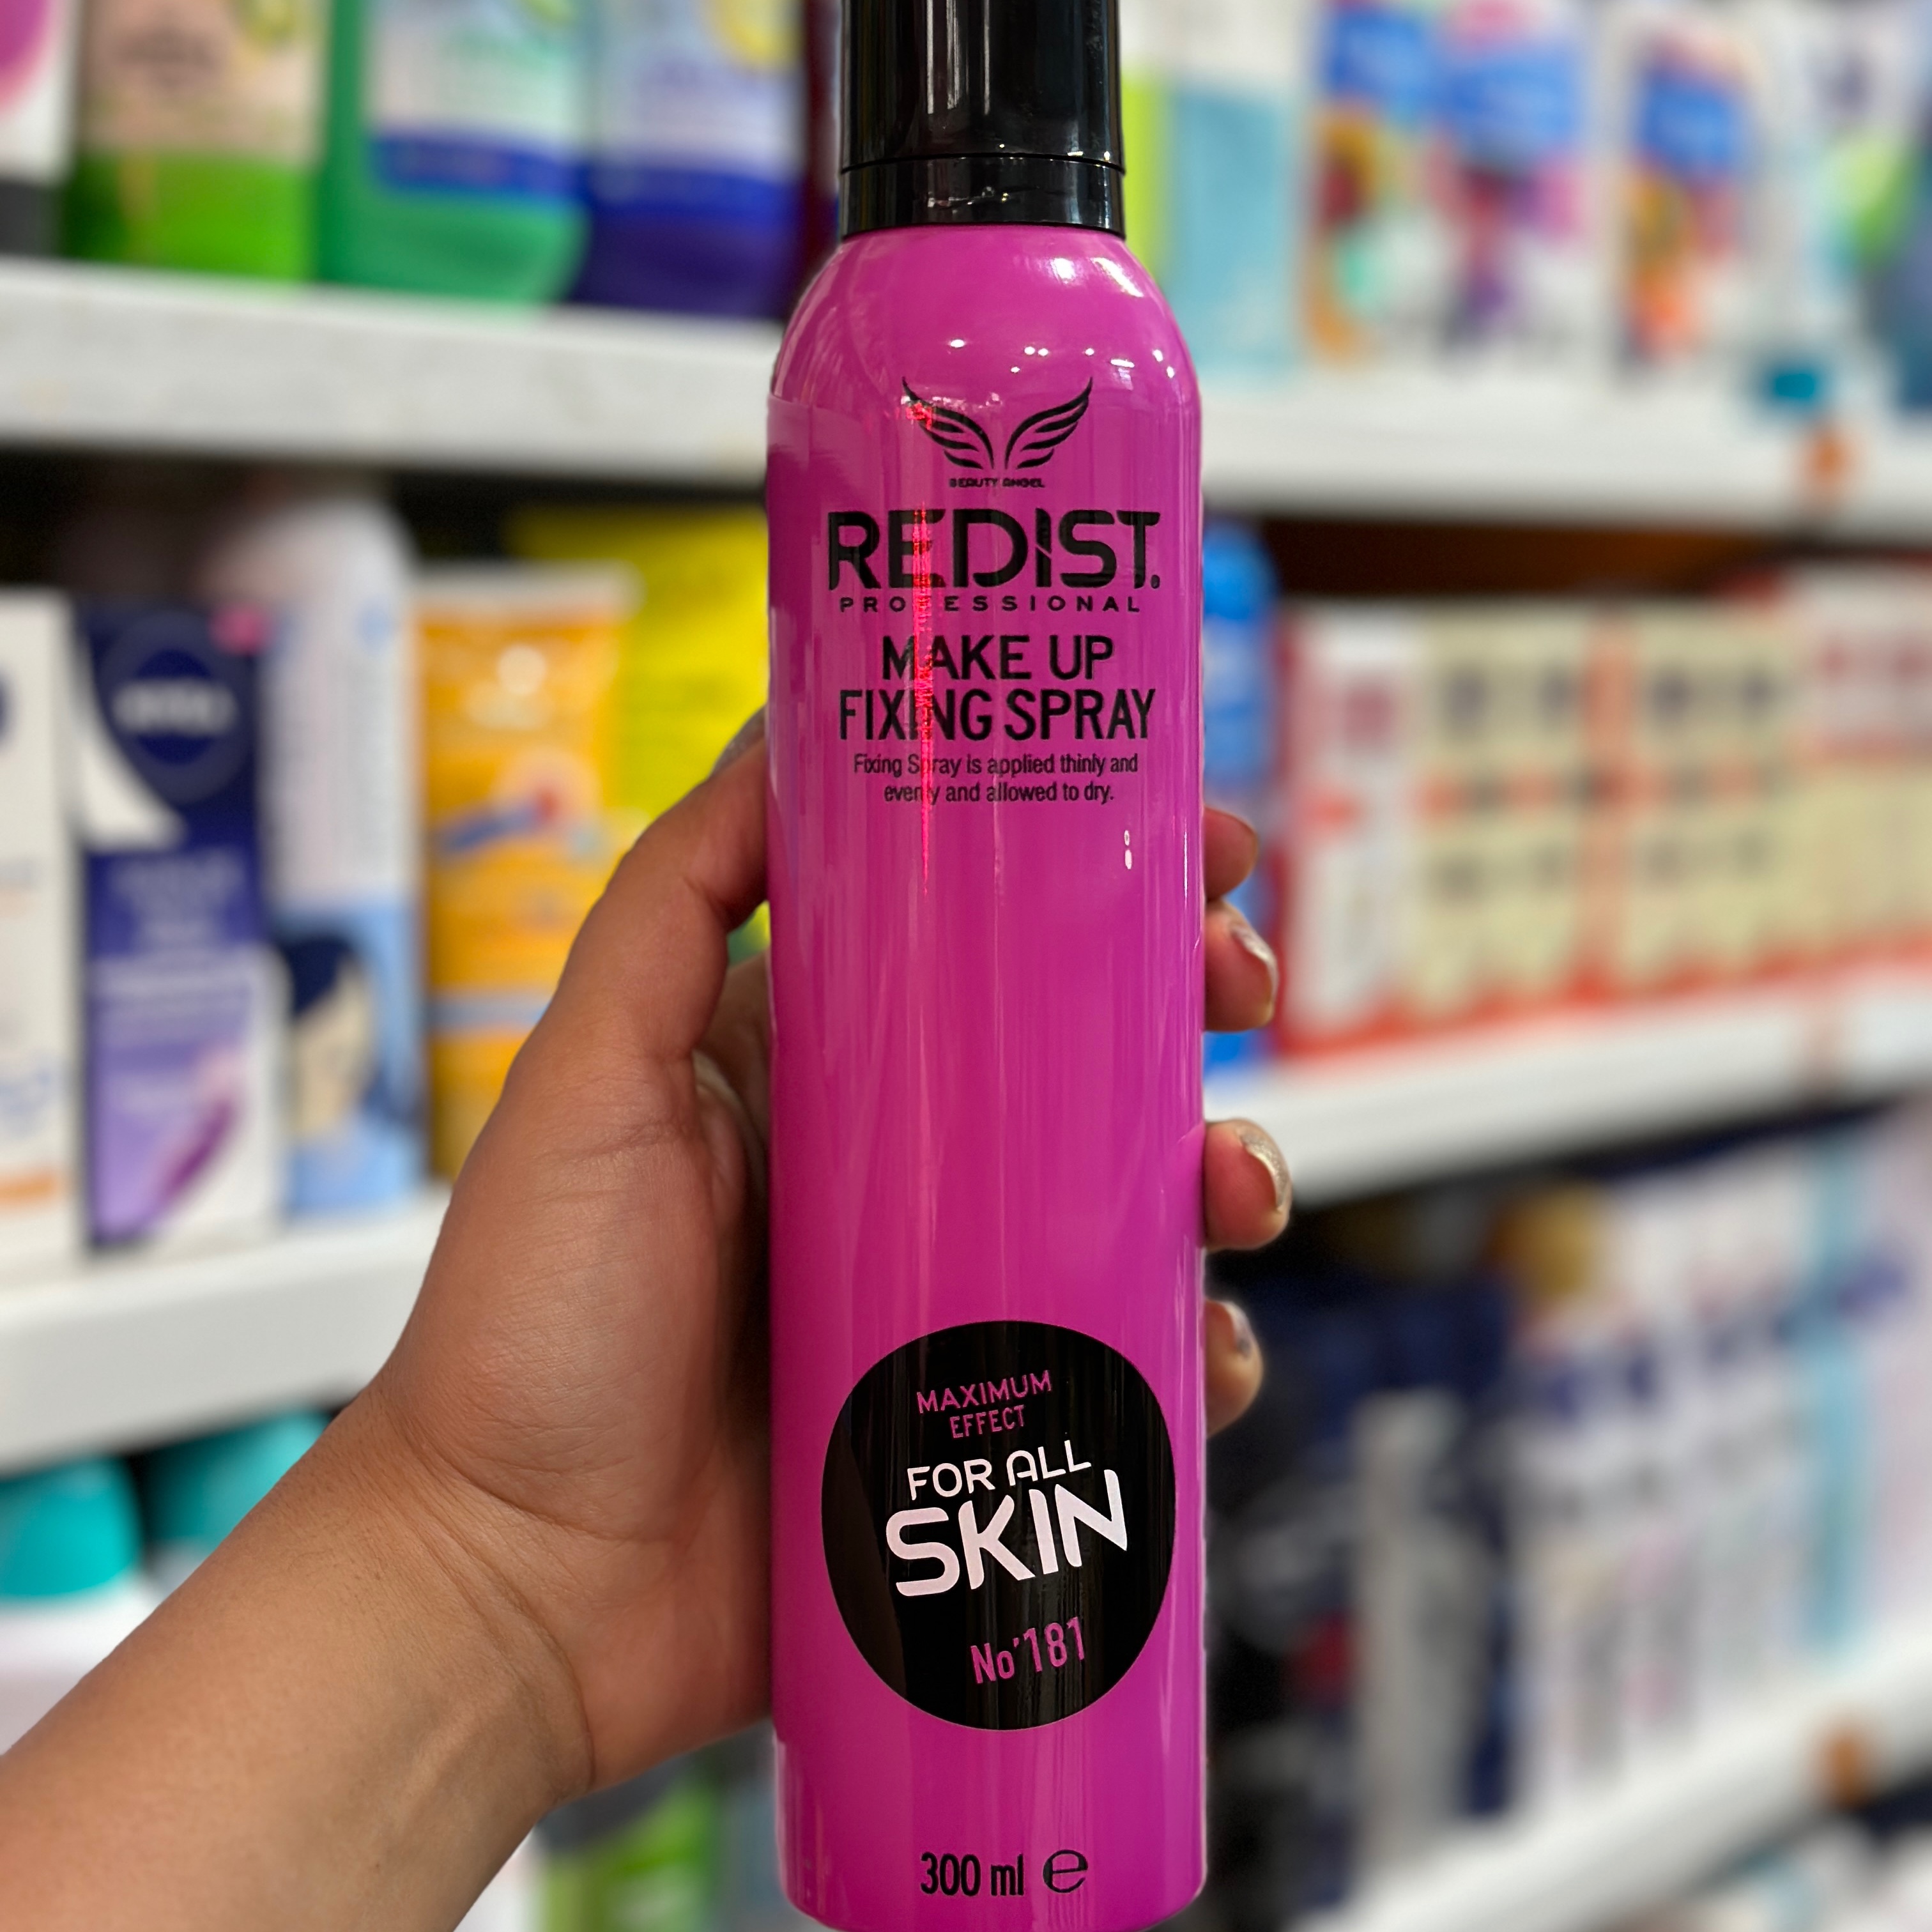 BEAUTY ANGEL
REDIST®
PROFESSIONAL
MAKE UP
FIXING SPRAY
Fixing Spray is applied thinly and
evenly and allowed to dry.
MAXIMUM
EFFECT
FOR ALL
SKIN
No'181
300 ml ℮